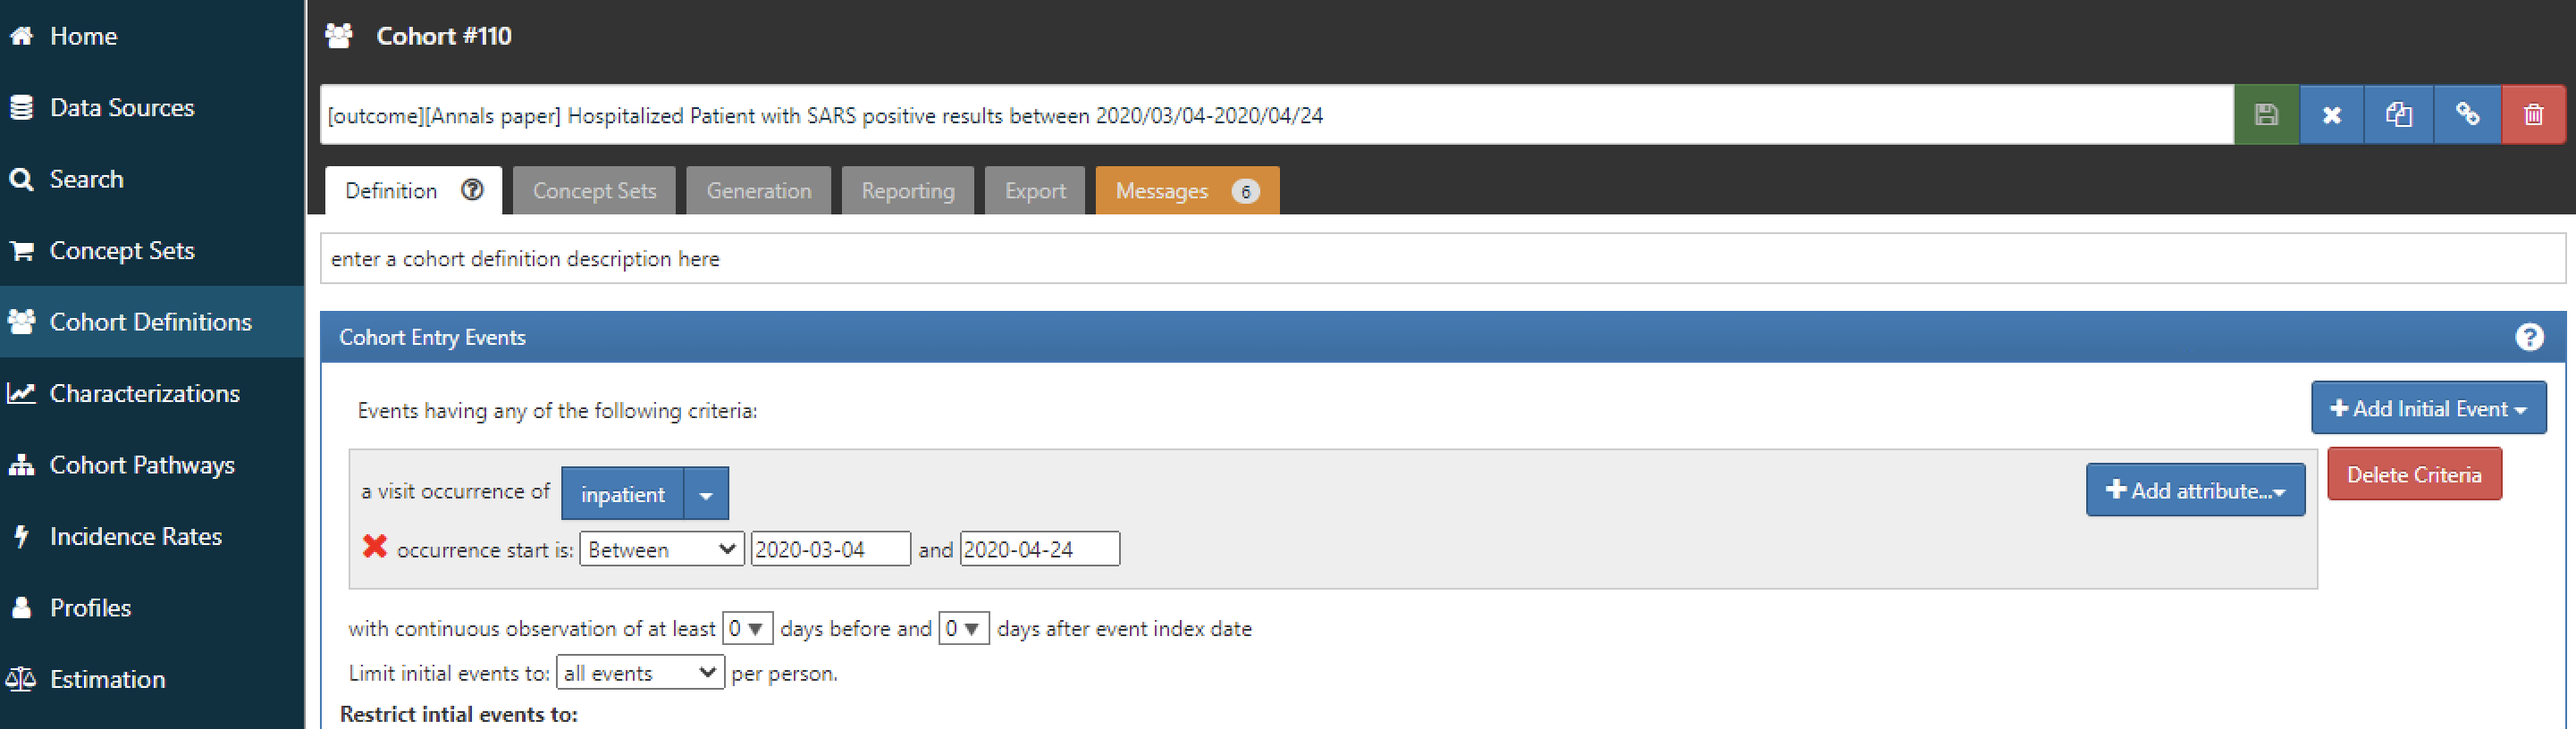 Home
Data Sources
Search
Concept Sets
Cohort Definitions
Characterizations
Cohort Pathways
Incidence Rates
Profiles
Estimation
Cohort #110
[outcome][Annals paper] Hospitalized Patient with SARS positive results between 2020/03/04-2020/04/24
Definition ? Concept Sets Generation Reporting Export Messages 6
enter a cohort definition description here
Cohort Entry Events ?
Events having any of the following criteria:
+ Add Initial Event
a visit occurrence of inpatient
+ Add attribute...
Delete Criteria
occurrence start is: Between 2020-03-04 and 2020-04-24
with continuous observation of at least 0 days before and 0 days after event index date
Limit initial events to: all events per person.
Restrict intial events to: